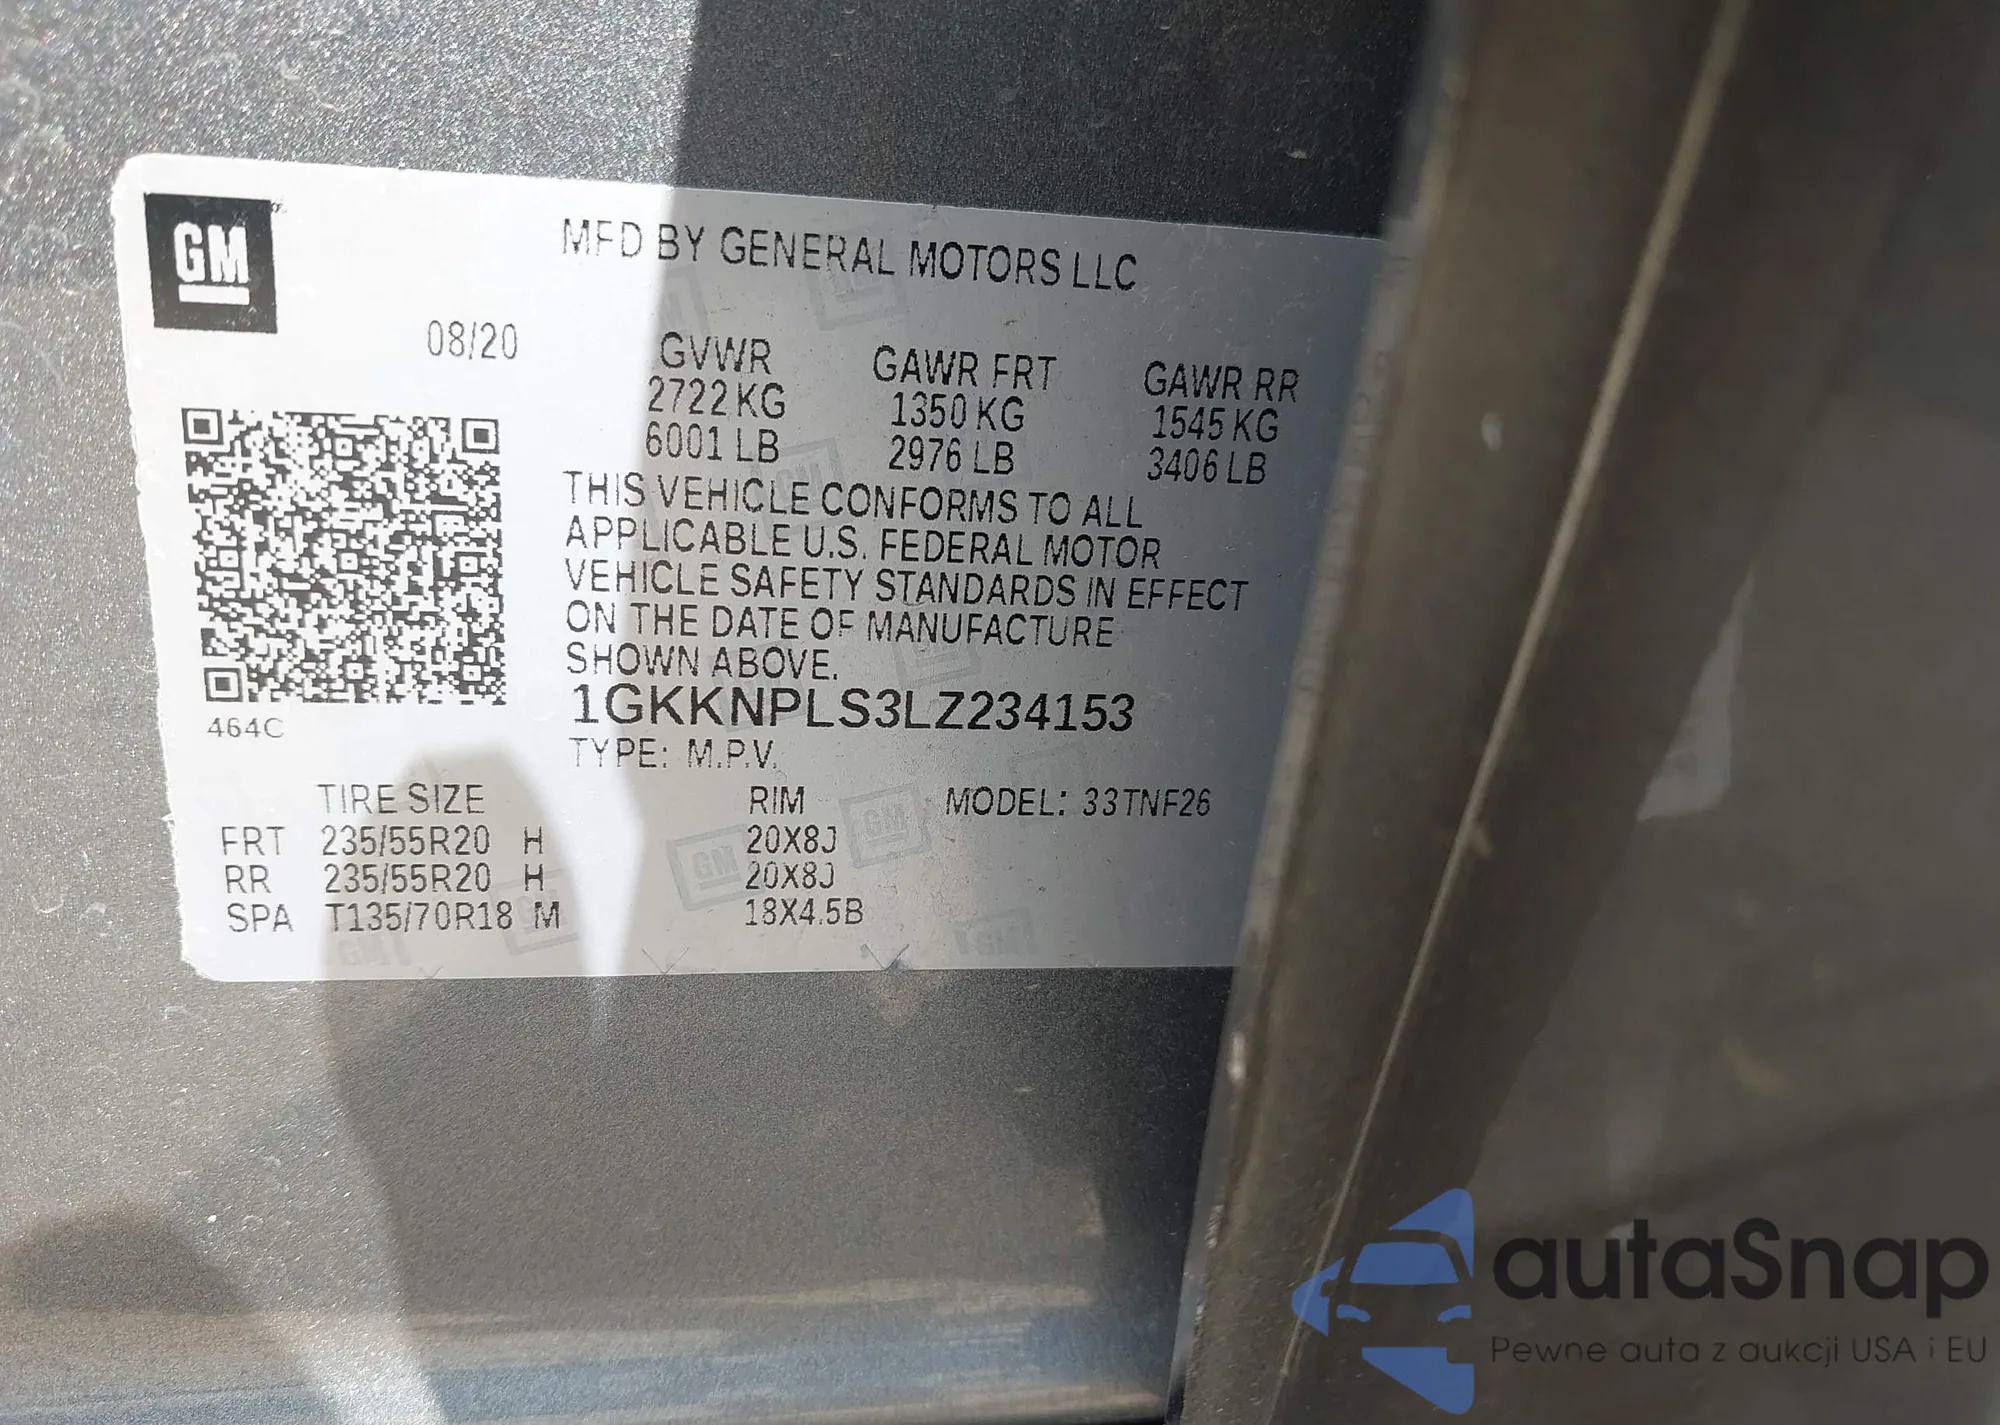 GM
MFD BY GENERAL MOTORS LLC
08/20
GVWR GAWR FRT GAWR RR
2722 KG 1350 KG 1545 KG
6001 LB 2976 LB 3406 LB
THIS VEHICLE CONFORMS TO ALL
APPLICABLE U.S. FEDERAL MOTOR
VEHICLE SAFETY STANDARDS IN EFFECT
ON THE DATE OF MANUFACTURE
SHOWN ABOVE.
1GKKNPLS3LZ234153
464C
TYPE: M.P.V.
TIRE SIZE RIM MODEL: 33TNF26
FRT 235/55R20 H 20X8J
RR 235/55R20 H 20X8J
SPA T135/70R18 M 18X4.5B
GM GM
GM
autaSnap
Pewne auta z aukcji USA i EU